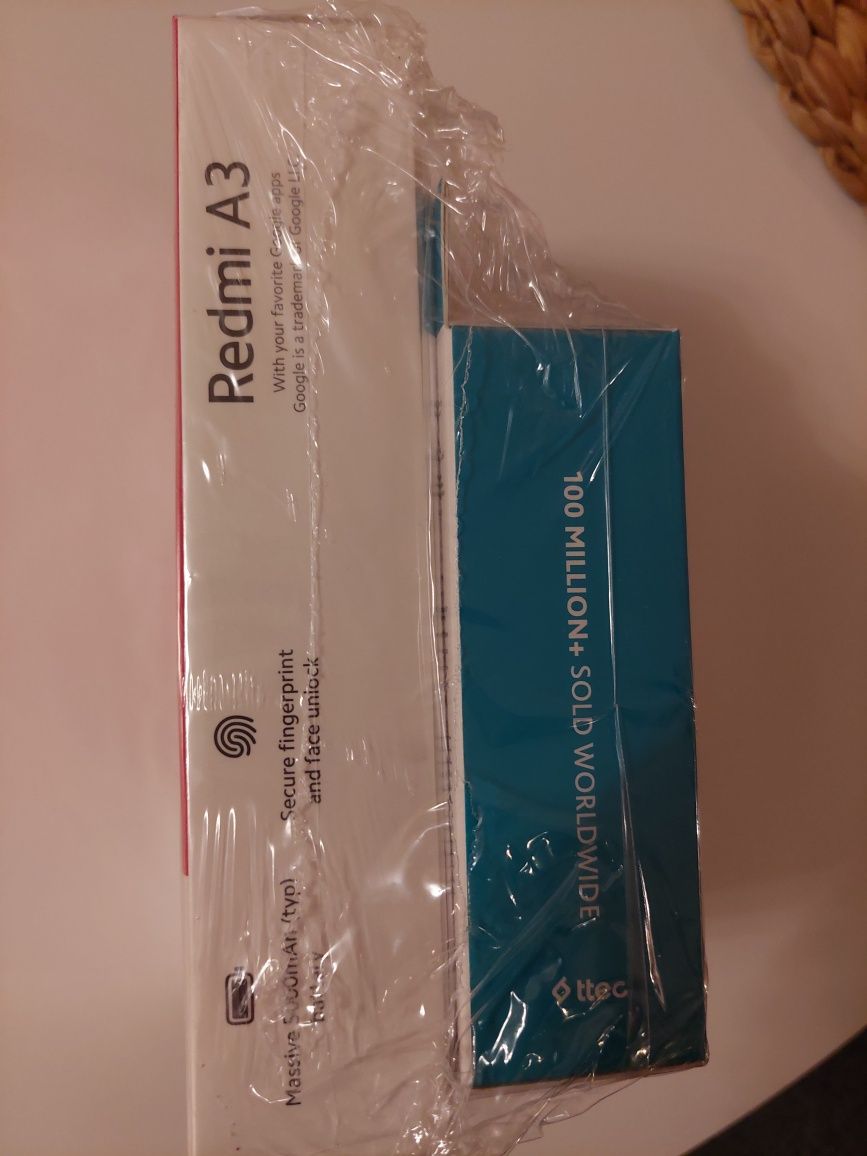 Redmi A3
With your favorite Google apps
Google is a trademark of Google LLC
Secure fingerprint
and face unlock
Massive 5000mAh (typ)
battery
100 MILLION+ SOLD WORLDWIDE
ttec